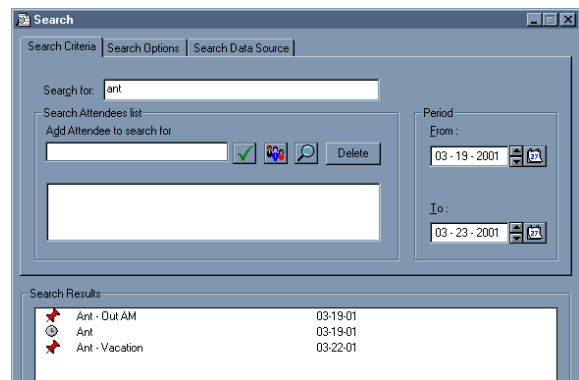 Search
Search Criteria Search Options Search Data Source
Search for: ant
Search Attendees list
Add Attendee to search for
Delete
Period
From :
03 - 19 - 2001
27
To :
03 - 23 - 2001
27
Search Results
Ant - Out AM 03-19-01
Ant 03-19-01
Ant - Vacation 03-22-01